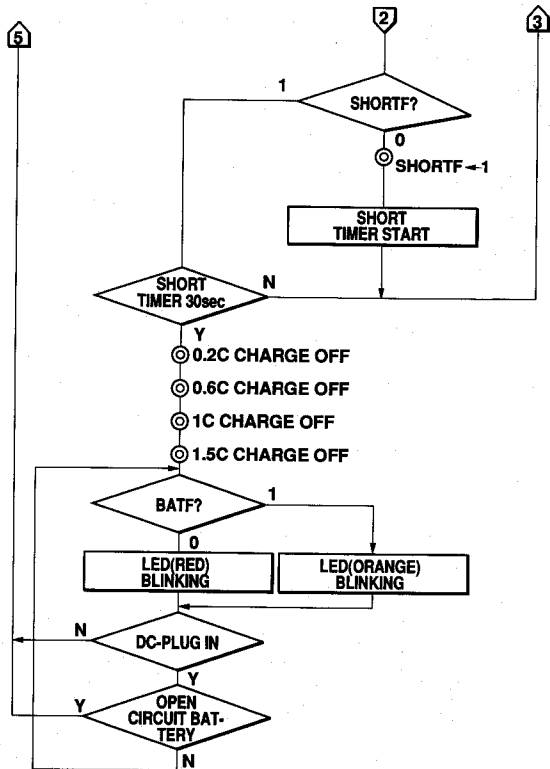 5
2
3
1
SHORTF?
0
SHORTF←1
SHORT
TIMER START
SHORT
TIMER 30sec
N
Y
0.2C CHARGE OFF
0.6C CHARGE OFF
1C CHARGE OFF
1.5C CHARGE OFF
BATF?
1
0
LED(RED)
BLINKING
LED(ORANGE)
BLINKING
N
DC-PLUG IN
Y
Y
OPEN
CIRCUIT BAT-
TERY
N